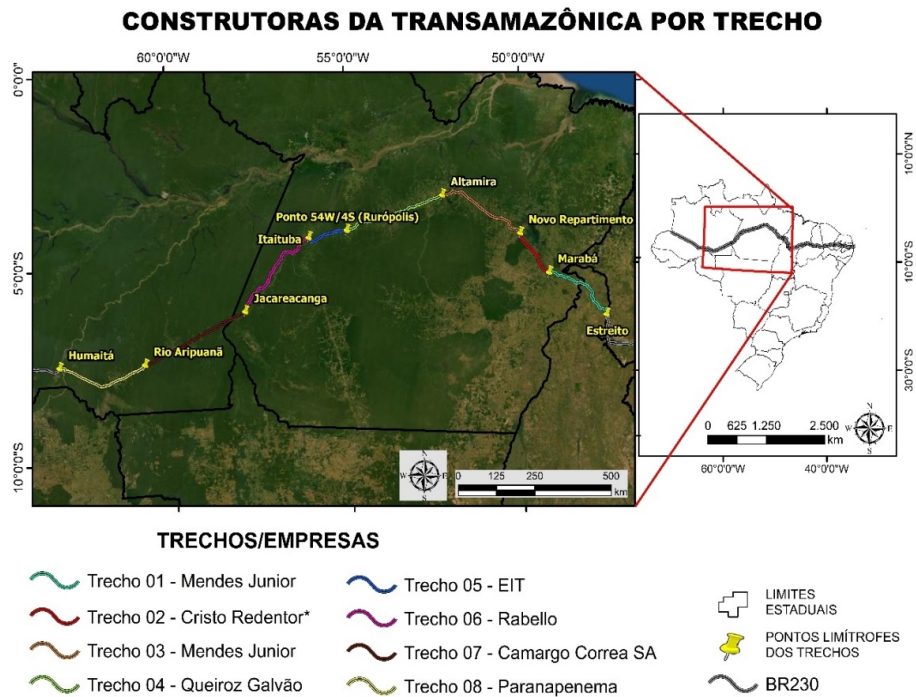 CONSTRUTORAS DA TRANSAMAZÔNICA POR TRECHO
60°0'0"W 55°0'0"W 50°0'0"W
0°0'0"
5°0'0"S
10°0'0"S
Altamira
Ponto 54W/4S (Rurópolis)
Novo Repartimento
Itaituba
Marabá
Jacareacanga
Estreito
Humaitá
Rio Aripuanã
N
W E
S
0 125 250 500
km
10°0'0"N
10°0'0"S
30°0'0"S
0 625 1.250 2.500
km
N
W E
S
60°0'0"W 40°0'0"W
TRECHOS/EMPRESAS
Trecho 01 - Mendes Junior
Trecho 02 - Cristo Redentor*
Trecho 03 - Mendes Junior
Trecho 04 - Queiroz Galvão
Trecho 05 - EIT
Trecho 06 - Rabello
Trecho 07 - Camargo Correa SA
Trecho 08 - Paranapenema
LIMITES
ESTADUAIS
PONTOS LIMÍTROFES
DOS TRECHOS
BR230